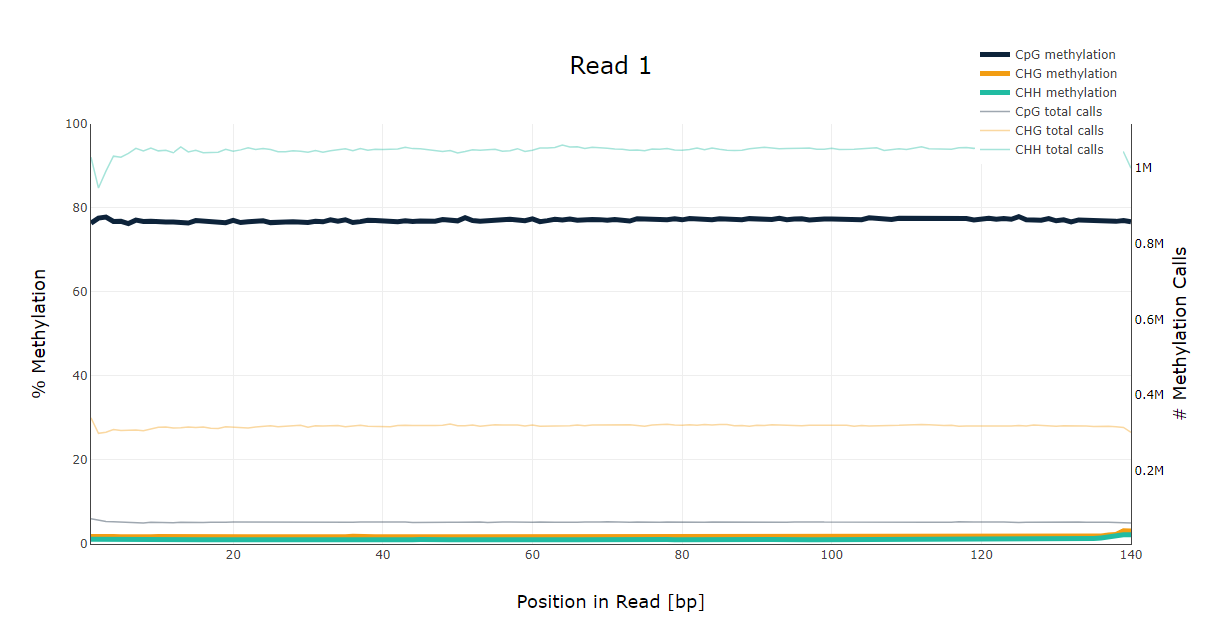 Read 1
CpG methylation
CHG methylation
CHH methylation
CpG total calls
CHG total calls
CHH total calls
100
80
60
40
20
0
% Methylation
1M
0.8M
0.6M
0.4M
0.2M
# Methylation Calls
20
40
60
80
100
120
140
Position in Read [bp]